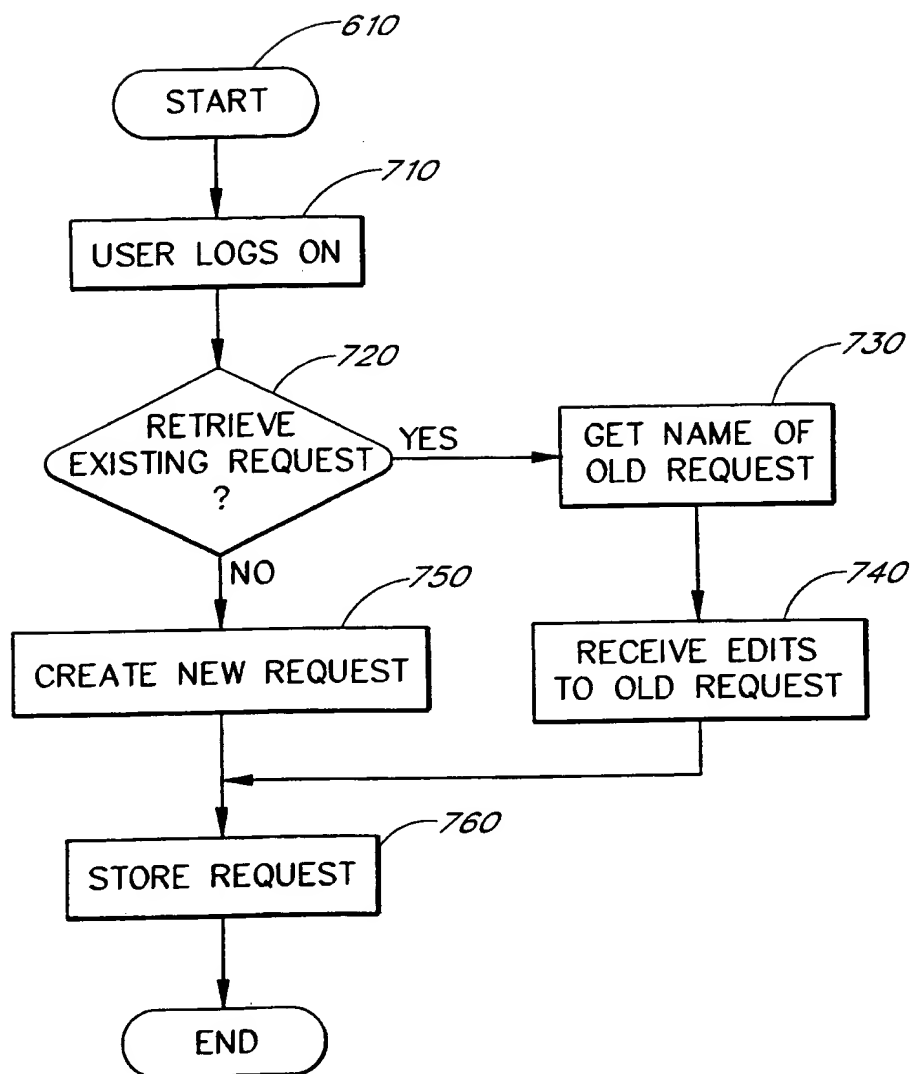 610
START
710
USER LOGS ON
720
RETRIEVE
EXISTING REQUEST
?
YES
730
GET NAME OF
OLD REQUEST
NO
750
CREATE NEW REQUEST
740
RECEIVE EDITS
TO OLD REQUEST
760
STORE REQUEST
END